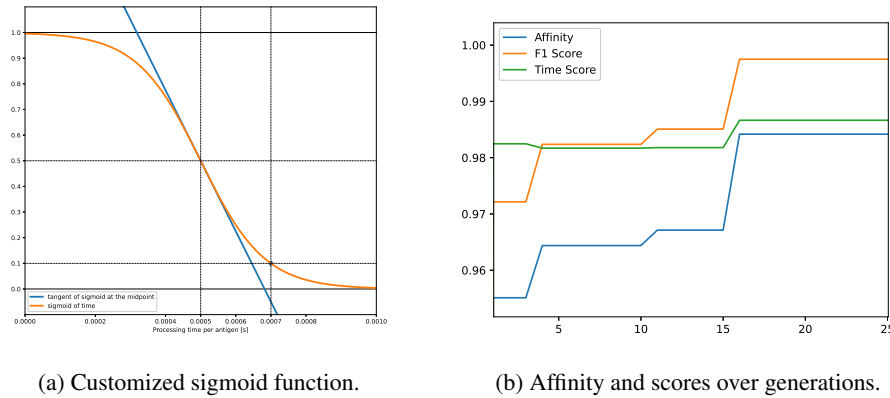 1.0
0.9
0.8
0.7
0.6
0.5
0.4
0.3
0.2
0.1
0.0
tangent of sigmoid at the midpoint
sigmoid of time
0.0000 0.0002 0.0004 0.0005 0.0006 0.0007 0.0008 0.0010
Processing time per antigen [s]
(a) Customized sigmoid function.
Affinity
F1 Score
Time Score
1.00
0.99
0.98
0.97
0.96
5 10 15 20 25
(b) Affinity and scores over generations.